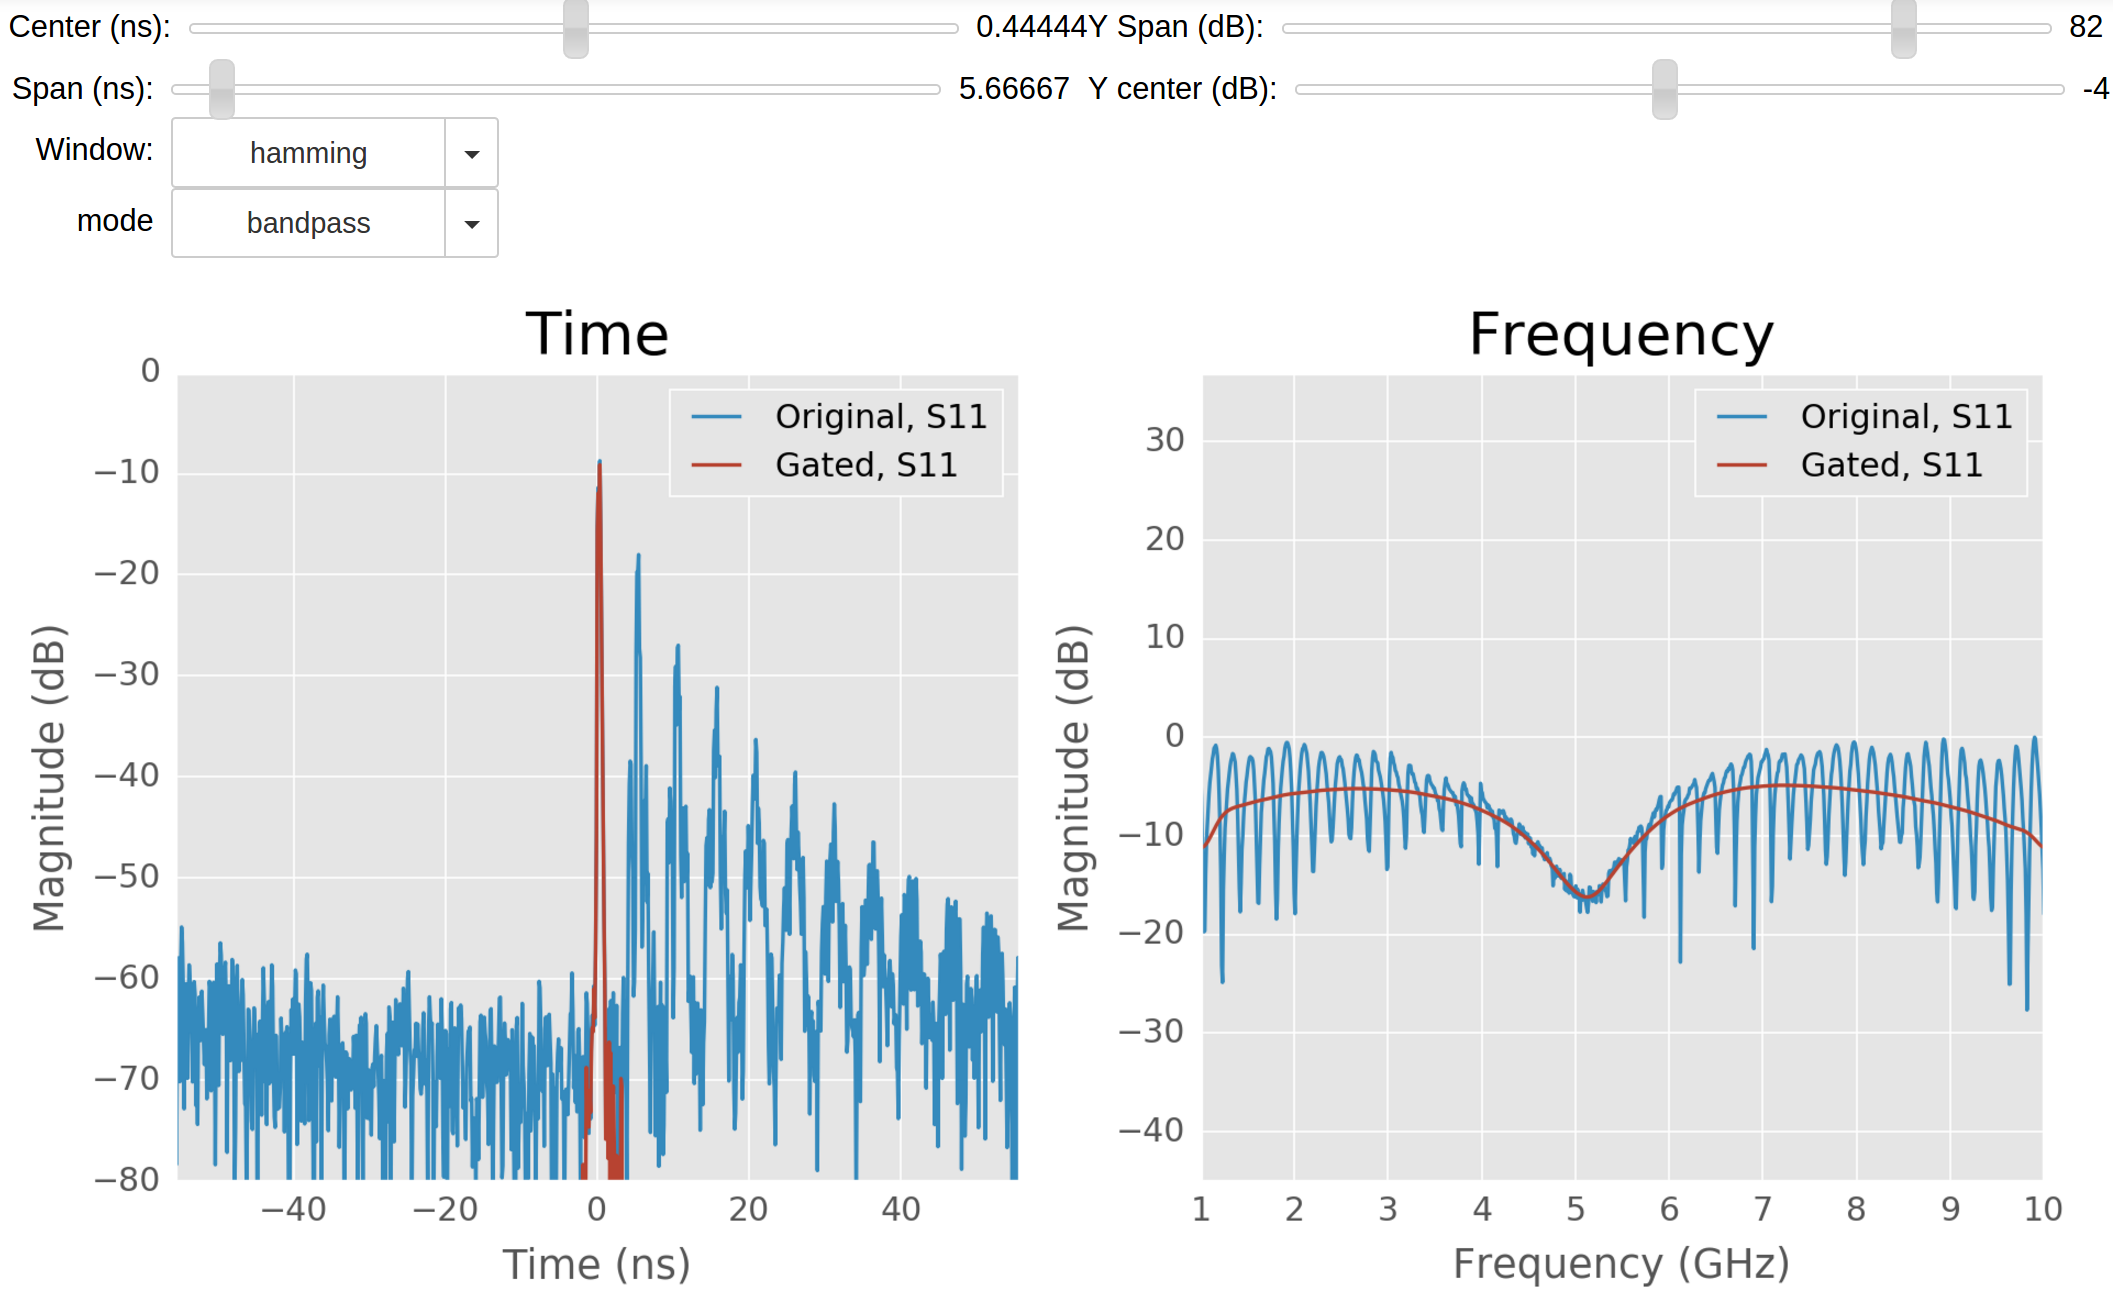 Center (ns): 0.44444 Y Span (dB): 82
Span (ns): 5.66667 Y center (dB): -4
Window: hamming
mode bandpass
Time
0
−10
−20
−30
−40
−50
−60
−70
−80
Magnitude (dB)
Original, S11
Gated, S11
−40 −20 0 20 40
Time (ns)
Frequency
30
20
10
0
−10
−20
−30
−40
Magnitude (dB)
Original, S11
Gated, S11
1 2 3 4 5 6 7 8 9 10
Frequency (GHz)